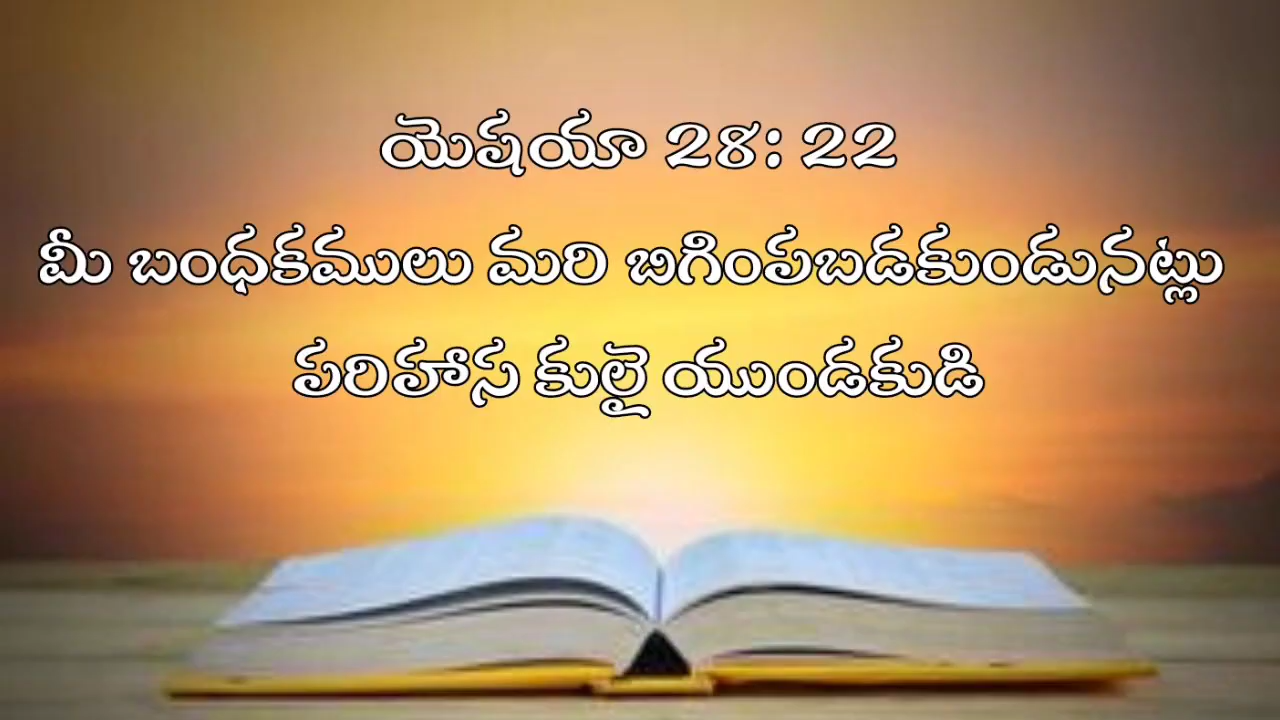 యెషయా 28: 22
మీ బంధకములు మరి బిగింపబడకుండునట్లు
పరిహాస కులై యుండకుడి